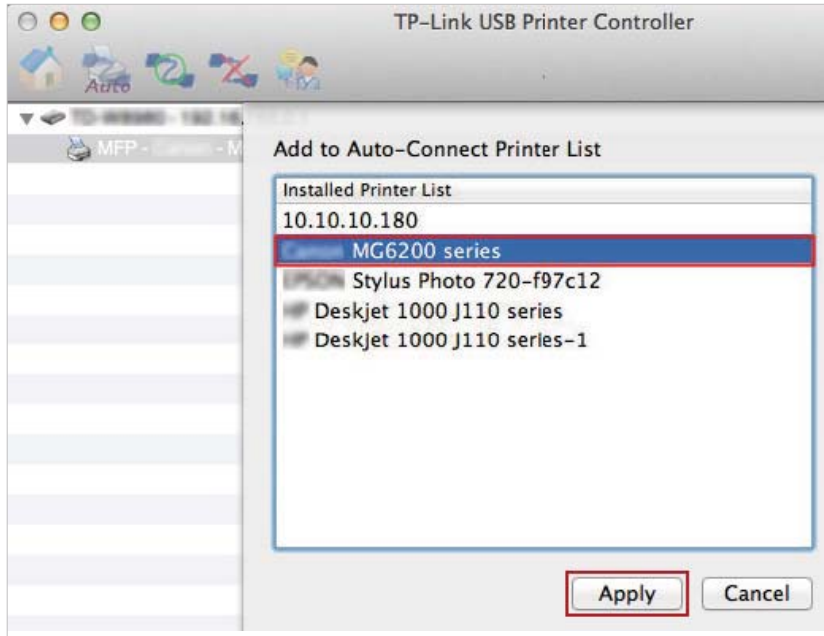 TP-Link USB Printer Controller
Auto
MFP - - M
Add to Auto-Connect Printer List
Installed Printer List
10.10.10.180
MG6200 series
Stylus Photo 720-f97c12
Deskjet 1000 J110 series
DeskJet 1000 J110 series-1
Apply
Cancel